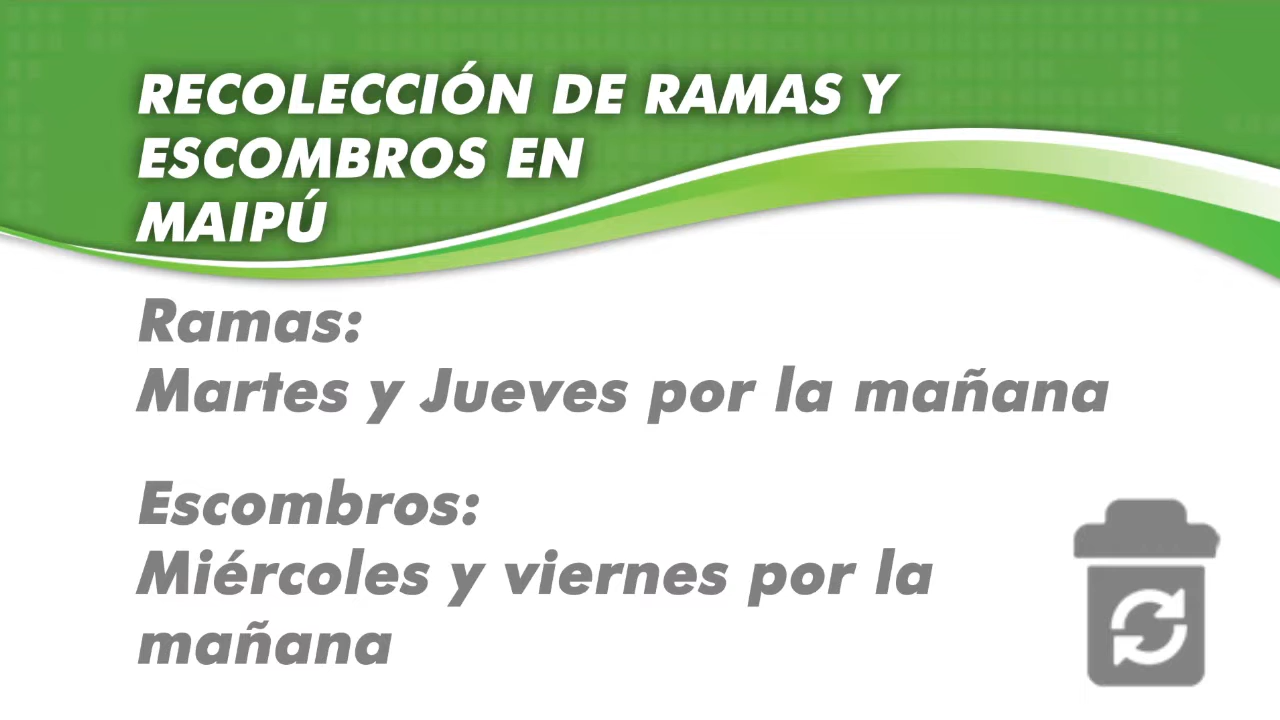 RECOLECCIÓN DE RAMAS Y
ESCOMBROS EN
MAIPÚ
Ramas:
Martes y Jueves por la mañana
Escombros:
Miércoles y viernes por la
mañana